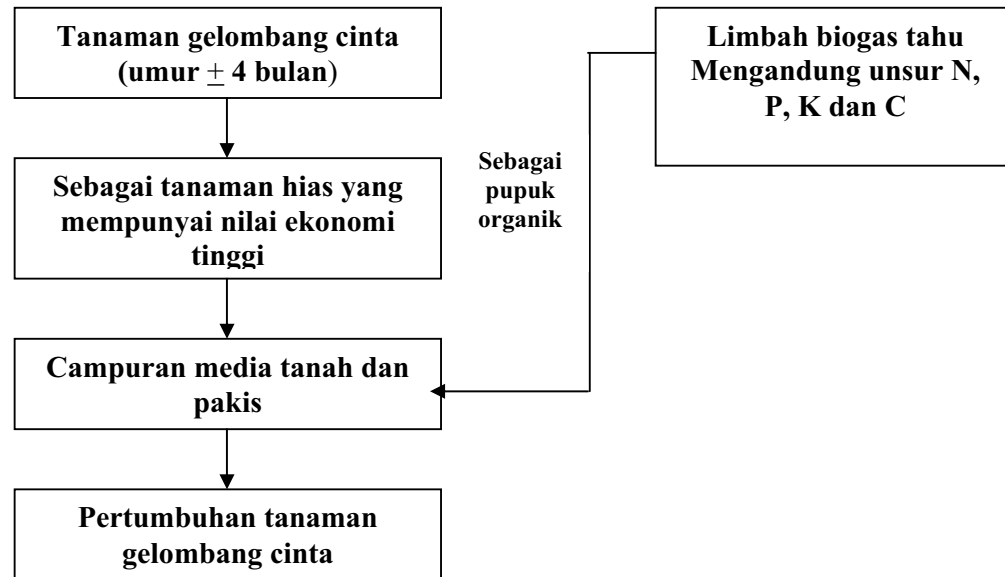 Tanaman gelombang cinta
(umur ± 4 bulan)
Sebagai tanaman hias yang
mempunyai nilai ekonomi
tinggi
Campuran media tanah dan
pakis
Pertumbuhan tanaman
gelombang cinta
Sebagai
pupuk
organik
Limbah biogas tahu
Mengandung unsur N,
P, K dan C